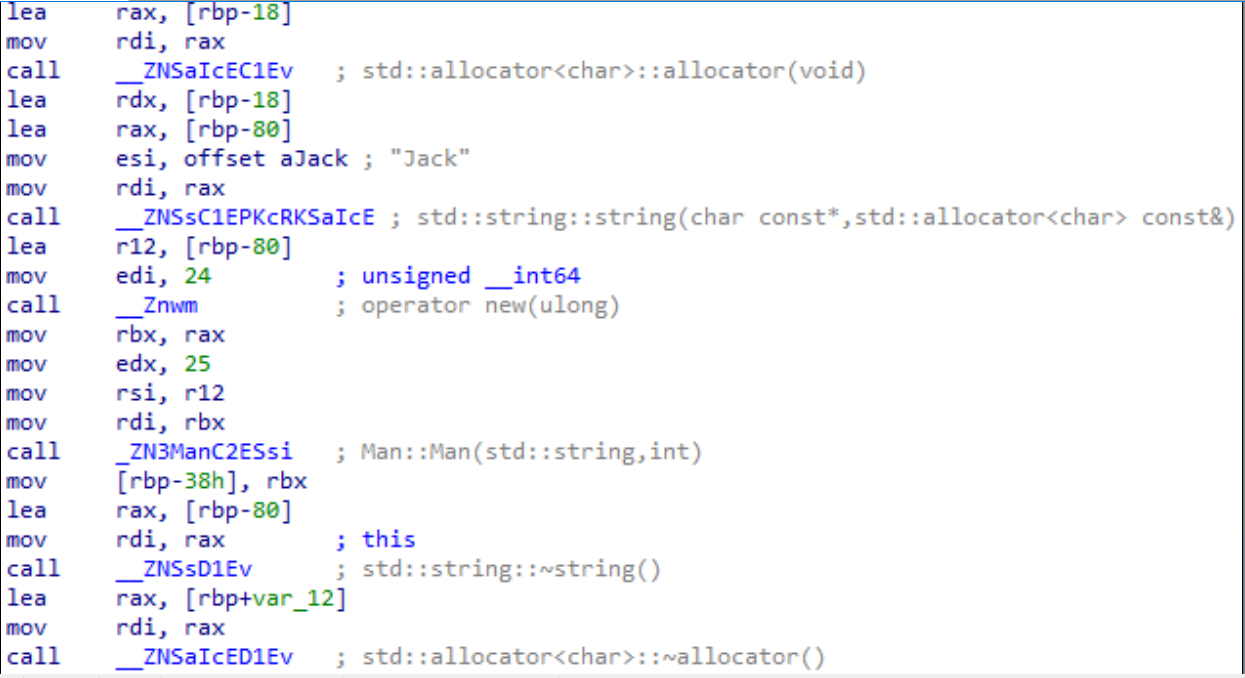 lea rax, [rbp-18]
mov rdi, rax
call __ZNSaIcEC1Ev ; std::allocator<char>::allocator(void)
lea rdx, [rbp-18]
lea rax, [rbp-80]
mov esi, offset aJack ; "Jack"
mov rdi, rax
call __ZNSsC1EPKcRKSaIcE ; std::string::string(char const*,std::allocator<char> const&)
lea r12, [rbp-80]
mov edi, 24 ; unsigned __int64
call __Znwm ; operator new(ulong)
mov rbx, rax
mov edx, 25
mov rsi, r12
mov rdi, rbx
call _ZN3ManC2ESsi ; Man::Man(std::string,int)
mov [rbp-38h], rbx
lea rax, [rbp-80]
mov rdi, rax ; this
call __ZNSsD1Ev ; std::string::~string()
lea rax, [rbp+var_12]
mov rdi, rax
call __ZNSaIcED1Ev ; std::allocator<char>::~allocator()